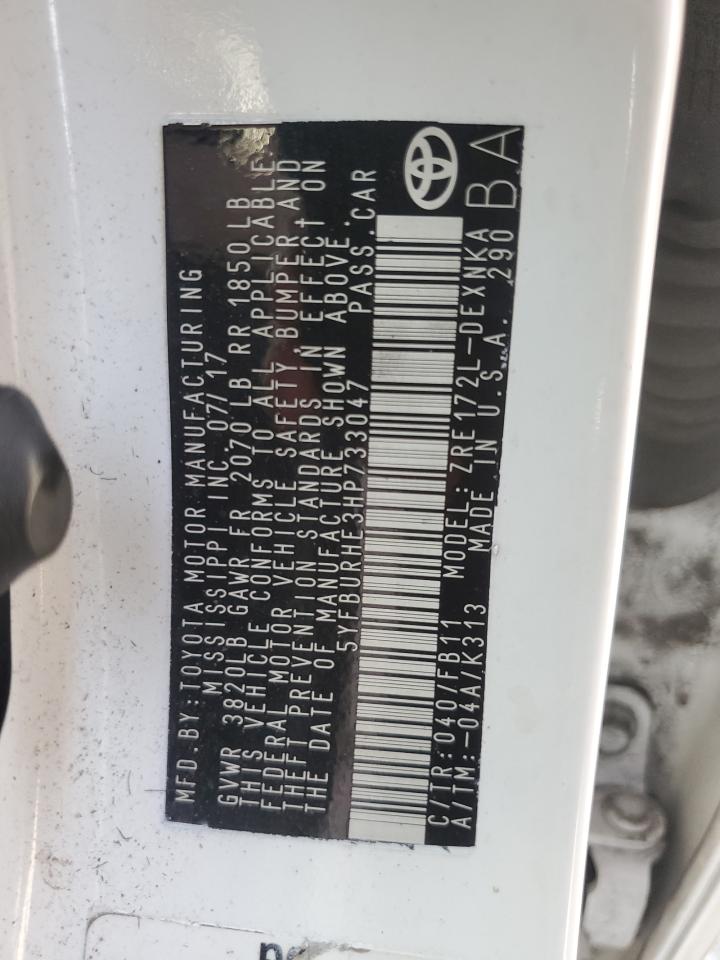 MFD.BY:TOYOTA MOTOR MANUFACTURING
MISSISSIPPI INC 07/17
GVWR 3820LB GAWR FR 2070LB RR 1850LB
THIS VEHICLE CONFORMS TO ALL APPLICABLE
FEDERAL MOTOR VEHICLE SAFETY BUMPER AND
THEFT PREVENTION STANDARDS IN EFFECT ON
THE DATE OF MANUFACTURE SHOWN ABOVE.
5YFBURHE3HP733047 PASS.CAR
C/TR:040/FB11 MODEL:ZRE172L-DEXNKA
A/TM:-04A/K313 MADE IN U.S.A. 290 BA